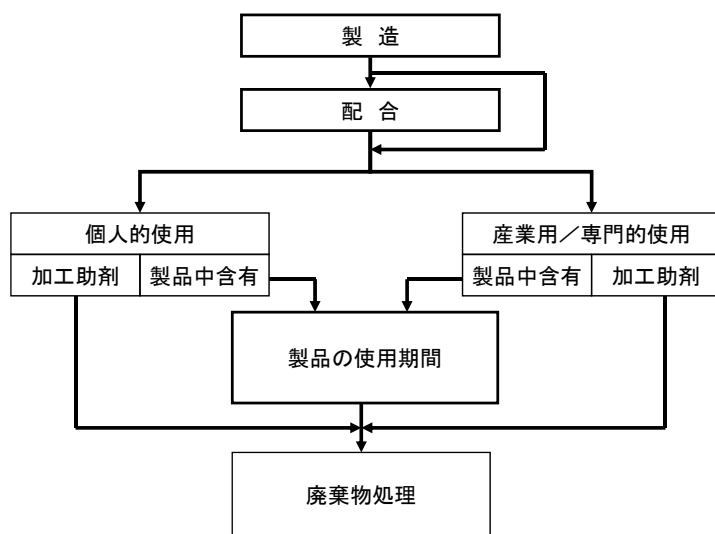 製 造
配 合
個人的使用
加工助剤
製品中含有
産業用／専門的使用
製品中含有
加工助剤
製品の使用期間
廃棄物処理